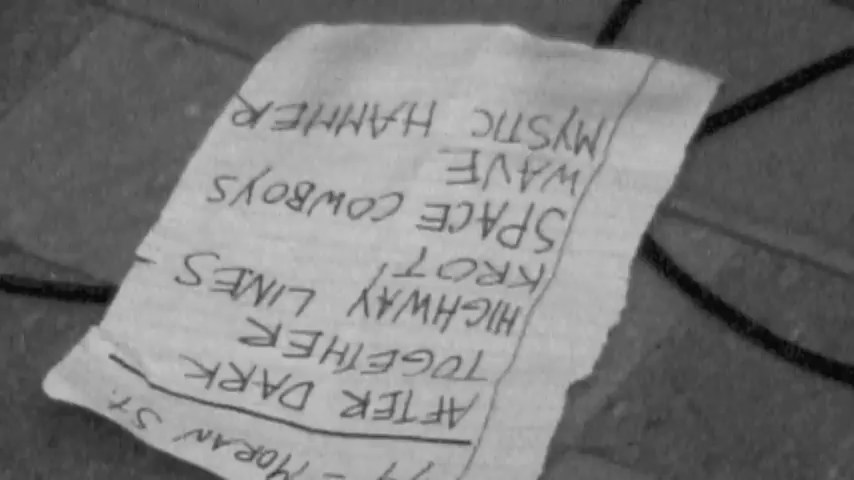 - MORAN ST.
AFTER DARK
TOGETHER
HIGHWAY LINES
KROT!
SPACE COWBOYS
WAVE
MYSTIC HAMMER